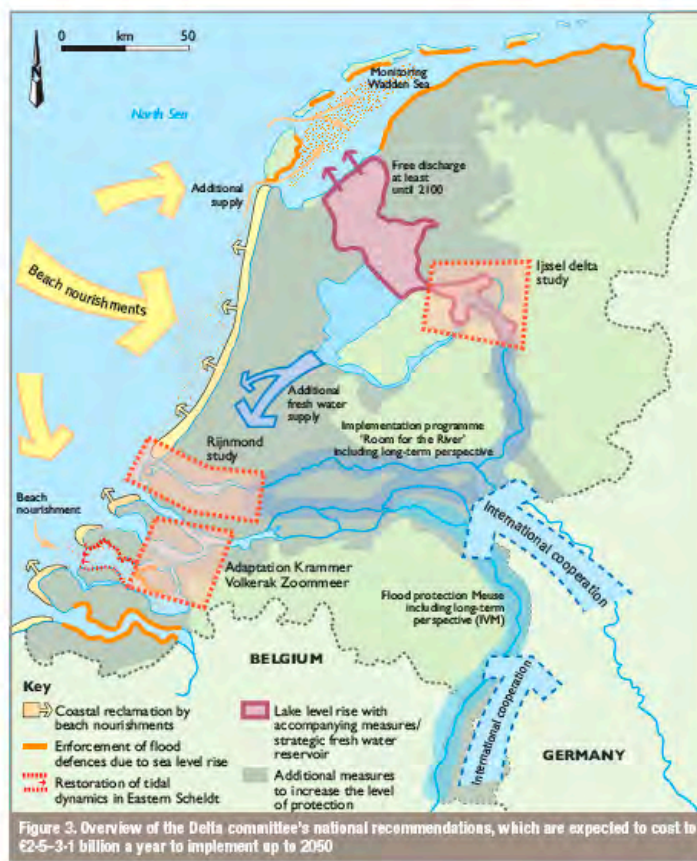 0 km 50
N
Monitoring
Wadden Sea
North Sea
Free discharge
at least
until 2100
Additional
supply
Ijssel delta
study
Beach nourishments
Additional
fresh water
supply
Implementation programme
'Room for the River'
including long-term perspective
Rijnmond
study
Beach
nourishment
International cooperation
Adaptation Krammer
Volkerak Zoommeer
Flood protection Meuse
including long-term
perspective (IVM)
BELGIUM
International cooperation
GERMANY
Key
Coastal reclamation by
beach nourishments
Enforcement of flood
defences due to sea level rise
Restoration of tidal
dynamics in Eastern Scheldt
Lake level rise with
accompanying measures/
strategic fresh water
reservoir
Additional measures
to increase the level
of protection
Figure 3. Overview of the Delta committee's national recommendations, which are expected to cost to
€2·5–3·1 billion a year to implement up to 2050